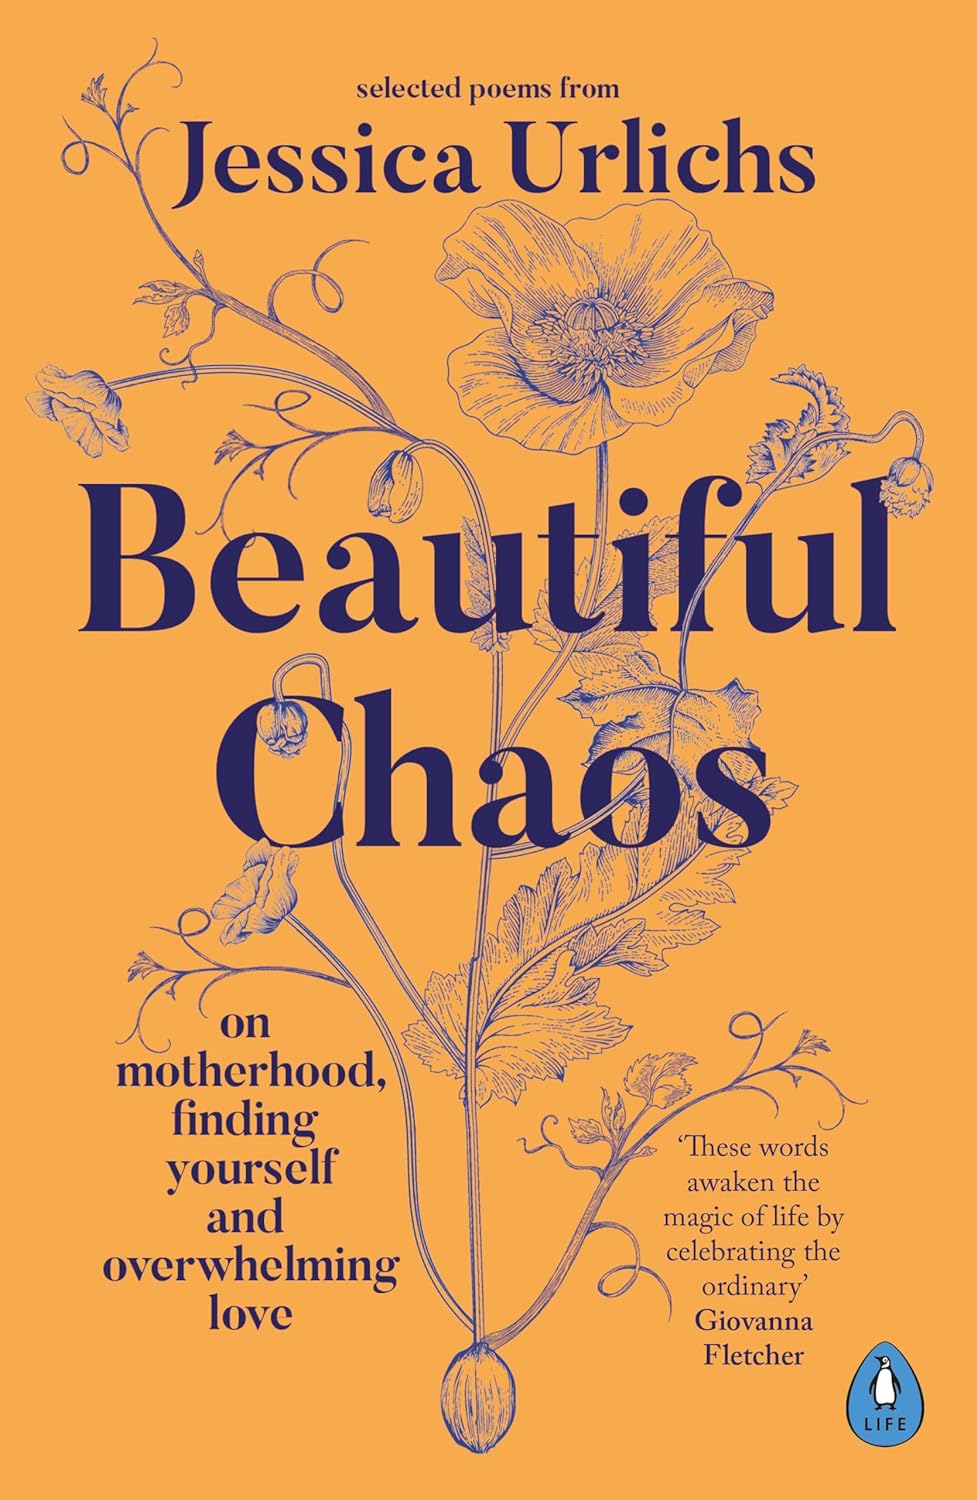 selected poems from
Jessica Urlichs
Beautiful
Chaos
on
motherhood,
finding
yourself
and
overwhelming
love
‘These words
awaken the
magic of life by
celebrating the
ordinary’
Giovanna
Fletcher
LIFE